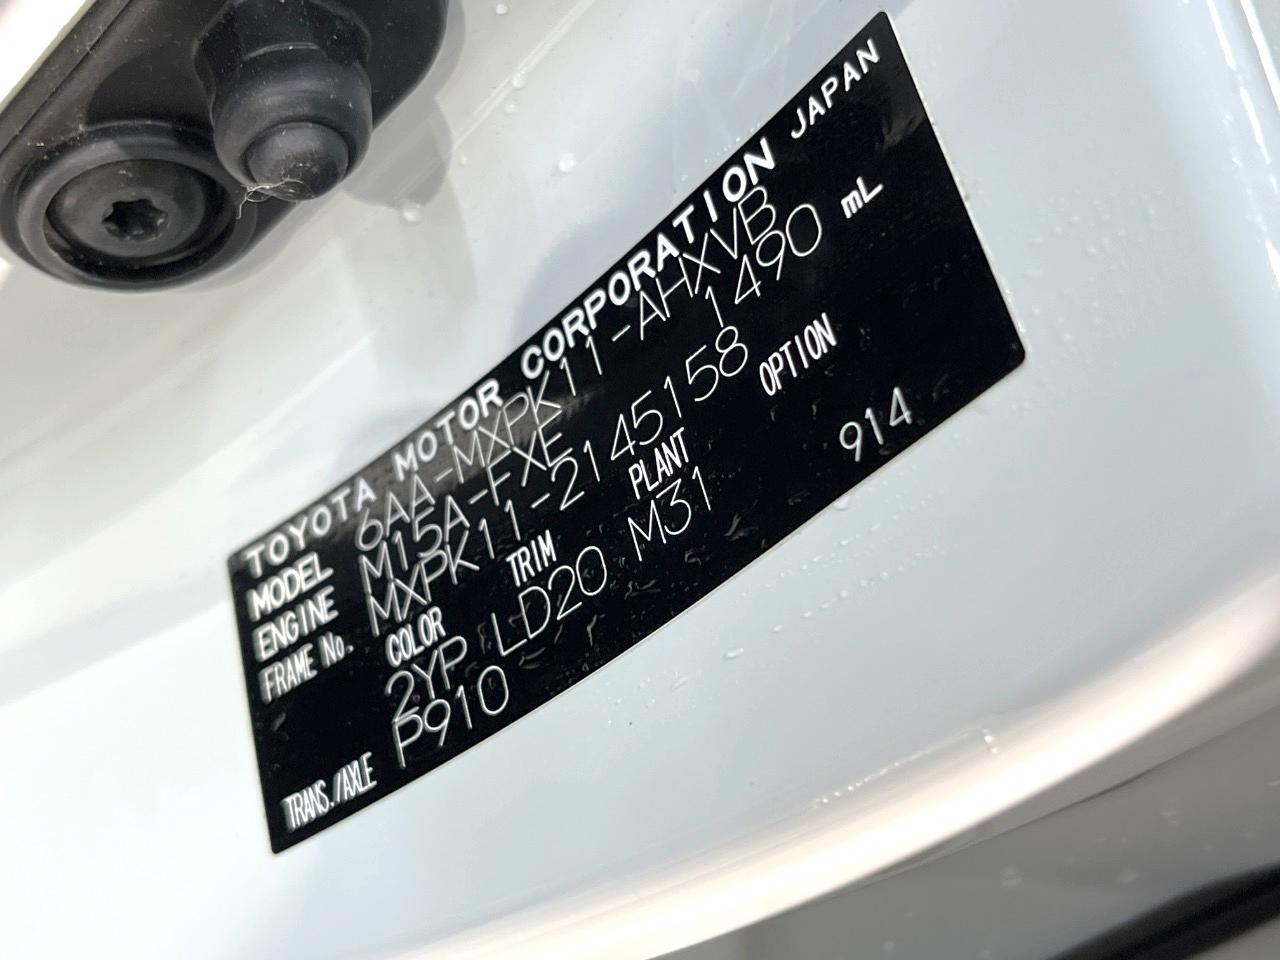 TOYOTA MOTOR CORPORATION JAPAN
MODEL 6AA-MXPK11-AHXVB
ENGINE M15A-FXE 1490 mL
FRAME No. MXPK11-2145158
COLOR TRIM PLANT OPTION
2YP LD20 M31 914
TRANS./AXLE P910